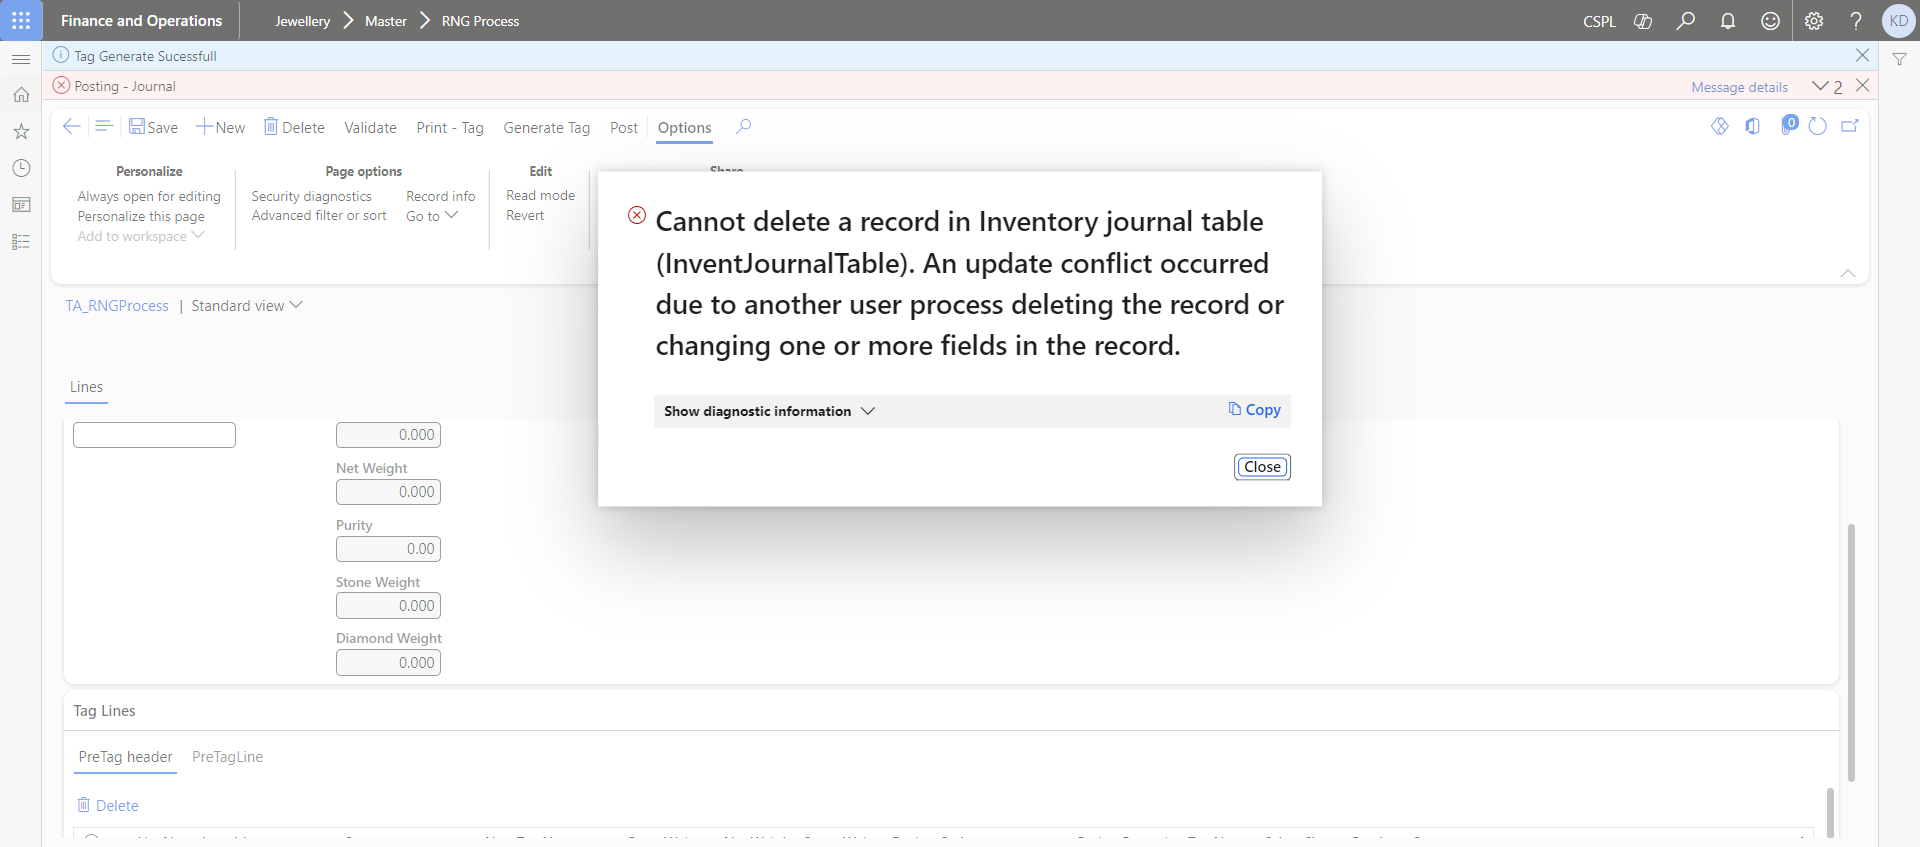 Finance and Operations
Jewellery > Master > RNG Process
CSPL
KD
Tag Generate Sucessfull
Posting - Journal
Message details
2
Save
New
Delete
Validate
Print - Tag
Generate Tag
Post
Options
0
Personalize
Always open for editing
Personalize this page
Add to workspace
Page options
Security diagnostics
Advanced filter or sort
Record info
Go to
Edit
Read mode
Revert
Share
Cannot delete a record in Inventory journal table
(InventJournalTable). An update conflict occurred
due to another user process deleting the record or
changing one or more fields in the record.
Show diagnostic information
Copy
Close
TA_RNGProcess | Standard view
Lines
0.000
Net Weight
0.000
Purity
0.00
Stone Weight
0.000
Diamond Weight
0.000
Tag Lines
PreTag header
PreTagLine
Delete